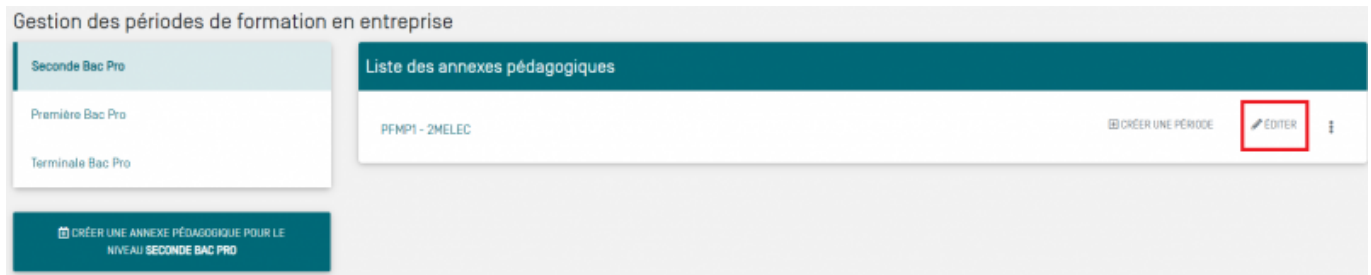 Gestion des périodes de formation en entreprise
Seconde Bac Pro
Première Bac Pro
Terminale Bac Pro
CRÉER UNE ANNEXE PÉDAGOGIQUE POUR LE
NIVEAU SECONDE BAC PRO
Liste des annexes pédagogiques
PFMP1 - 2MELEC
CRÉER UNE PÉRIODE
ÉDITER